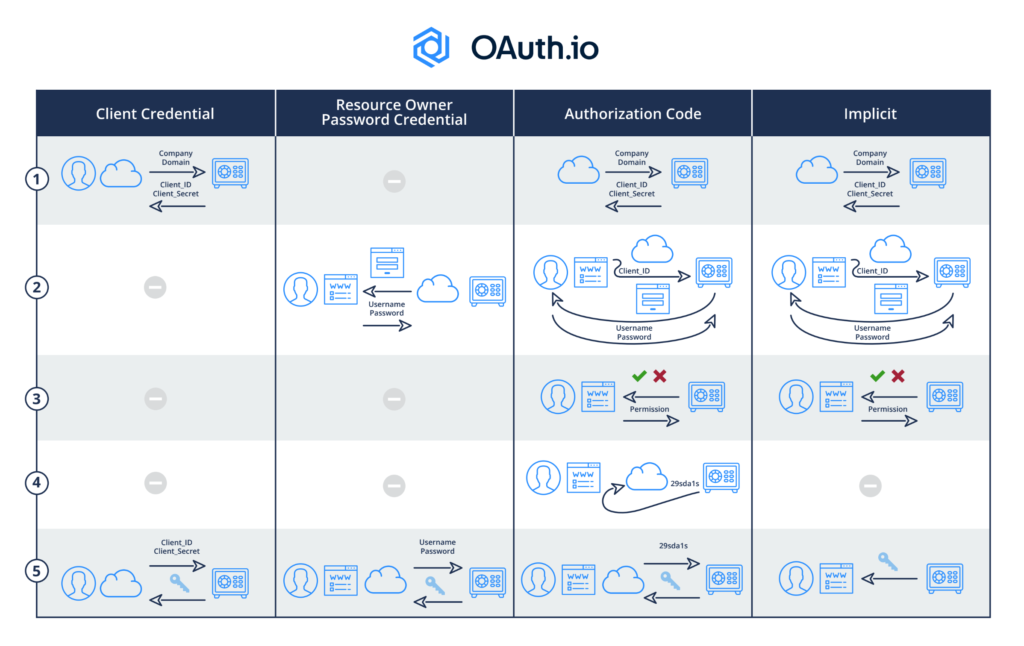 OAuth.io
Client Credential
Resource Owner
Password Credential
Authorization Code
Implicit
1
Company
Domain
Client_ID
Client_Secret
Company
Domain
Client_ID
Client_Secret
Company
Domain
Client_ID
Client_Secret
2
WWW
Username
Password
WWW
Client_ID
Username
Password
WWW
Client_ID
Username
Password
3
WWW
Permission
WWW
Permission
4
WWW
29sda1s
5
Client_ID
Client_Secret
Username
Password
WWW
29sda1s
WWW
WWW